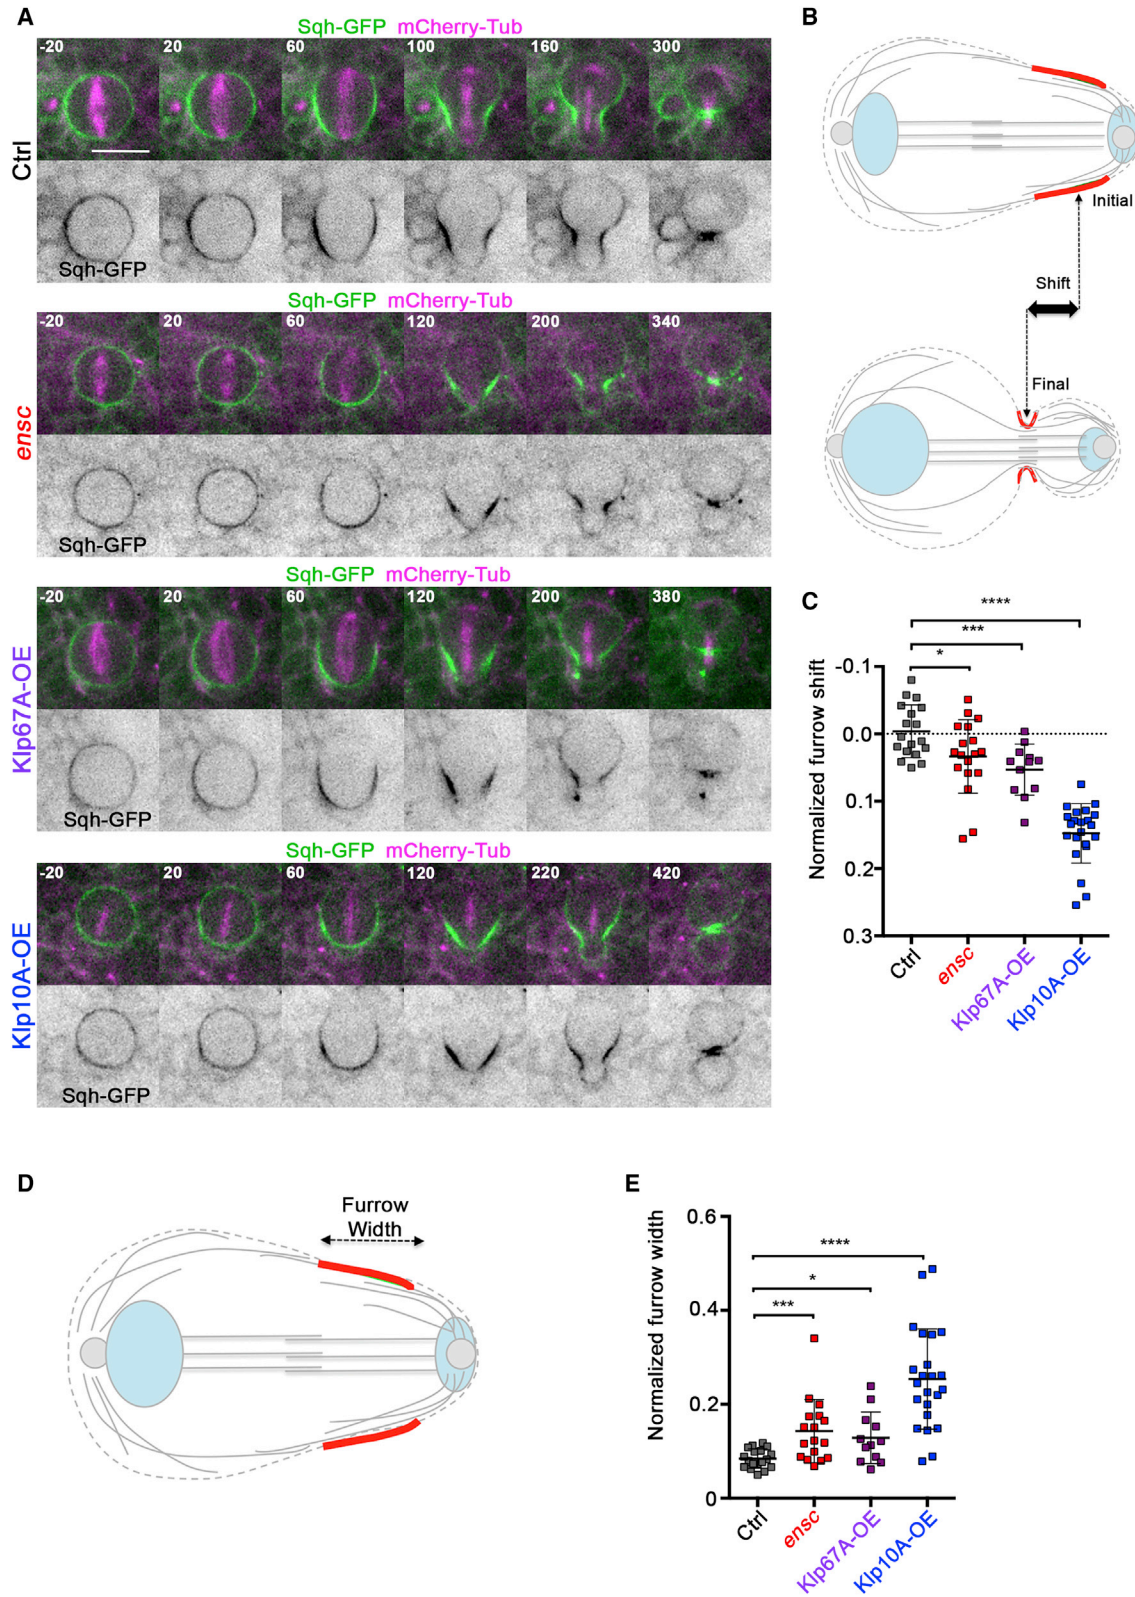 A
Sqh-GFP mCherry-Tub
Ctrl
-20 20 60 100 160 300
Sqh-GFP
Sqh-GFP mCherry-Tub
ensc
-20 20 60 120 200 340
Sqh-GFP
Sqh-GFP mCherry-Tub
Klp67A-OE
-20 20 60 120 200 380
Sqh-GFP
Sqh-GFP mCherry-Tub
Klp10A-OE
-20 20 60 120 220 420
Sqh-GFP
B
Initial
Shift
Final
C
****
***
*
Normalized furrow shift
-0.1
0.0
0.1
0.2
0.3
Ctrl
ensc
Klp67A-OE
Klp10A-OE
D
Furrow
Width
E
****
*
***
Normalized furrow width
0.6
0.4
0.2
0
Ctrl
ensc
Klp67A-OE
Klp10A-OE